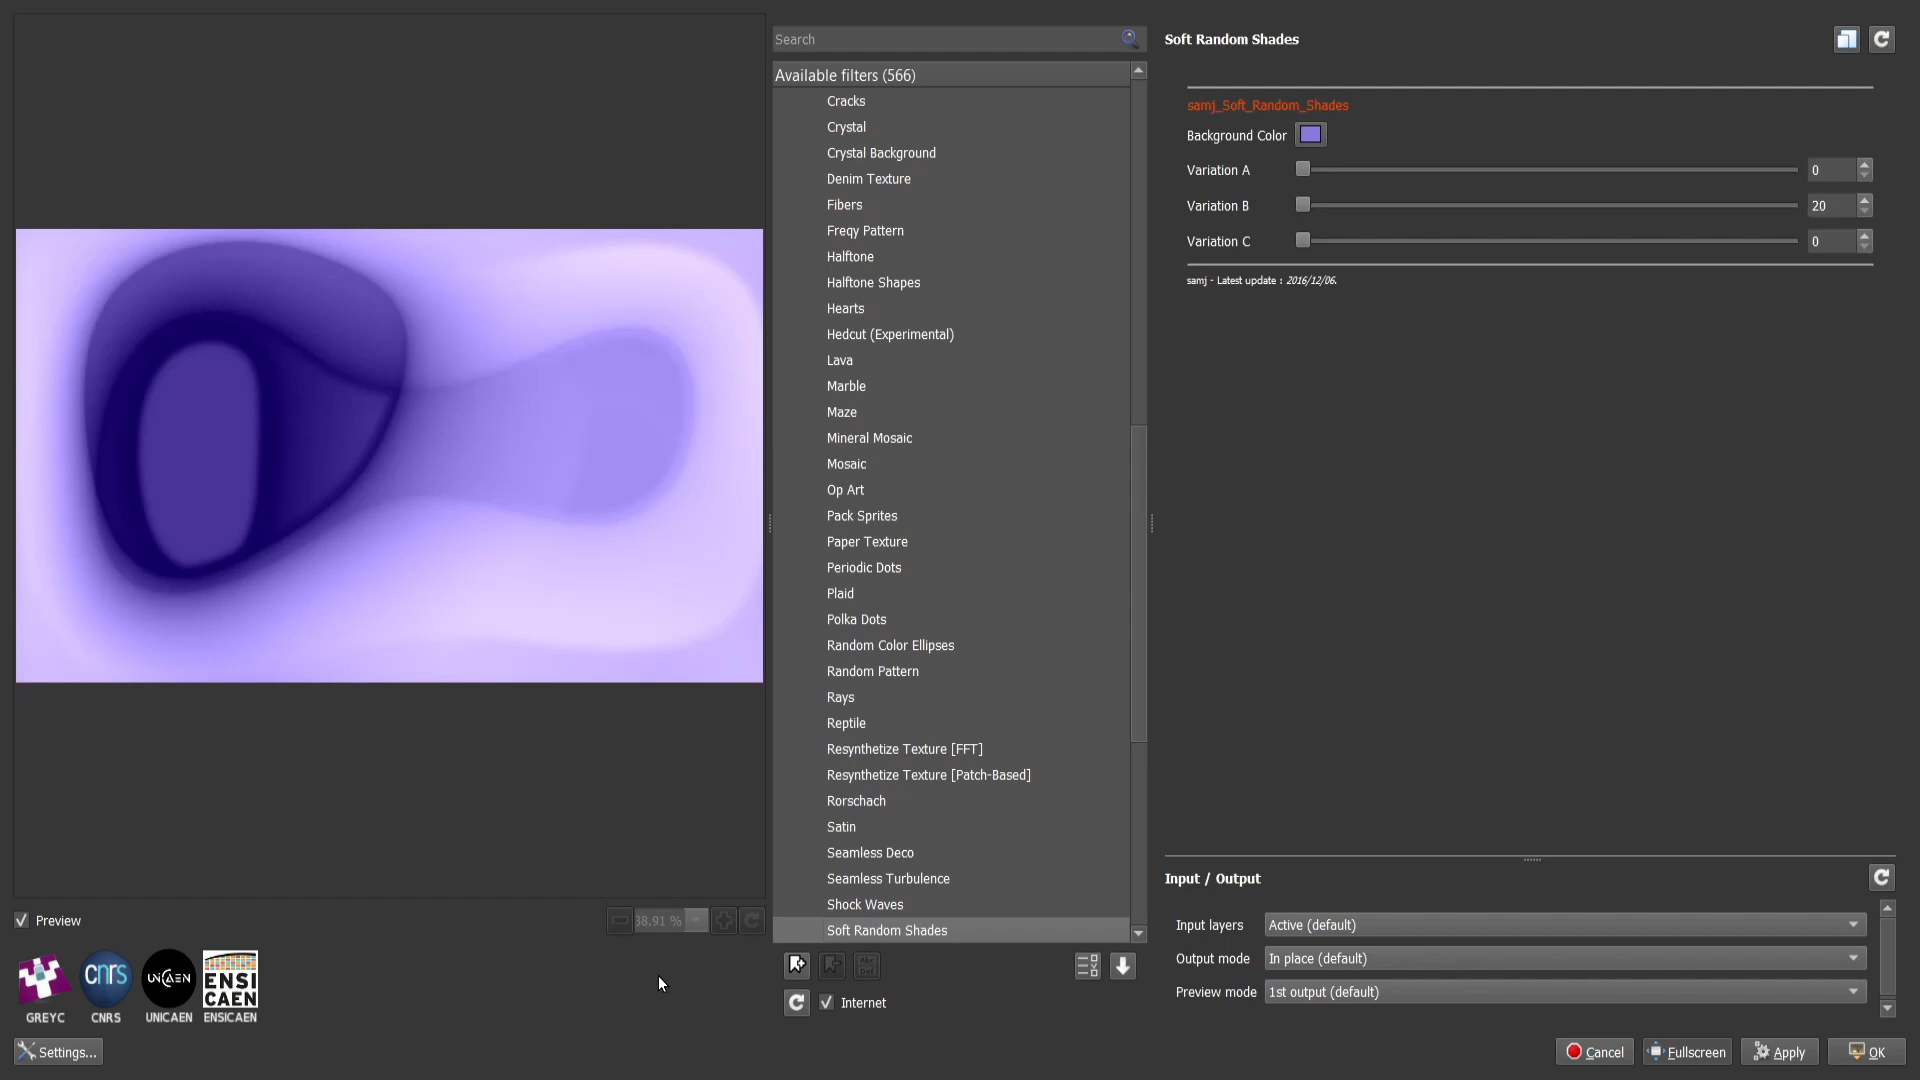 Search
Available filters (566)
Cracks
Crystal
Crystal Background
Denim Texture
Fibers
Freqy Pattern
Halftone
Halftone Shapes
Hearts
Hedcut (Experimental)
Lava
Marble
Maze
Mineral Mosaic
Mosaic
Op Art
Pack Sprites
Paper Texture
Periodic Dots
Plaid
Polka Dots
Random Color Ellipses
Random Pattern
Rays
Reptile
Resynthetize Texture [FFT]
Resynthetize Texture [Patch-Based]
Rorschach
Satin
Seamless Deco
Seamless Turbulence
Shock Waves
Soft Random Shades
Internet
Soft Random Shades
samj_Soft_Random_Shades
Background Color
Variation A 0
Variation B 20
Variation C 0
samj - Latest update : 2016/12/06.
Input / Output
Input layers Active (default)
Output mode In place (default)
Preview mode 1st output (default)
Preview
38.91 %
cnrs
UNICAEN
ENSI
CAEN
GREYC CNRS UNICAEN ENSICAEN
Settings...
Cancel Fullscreen Apply OK